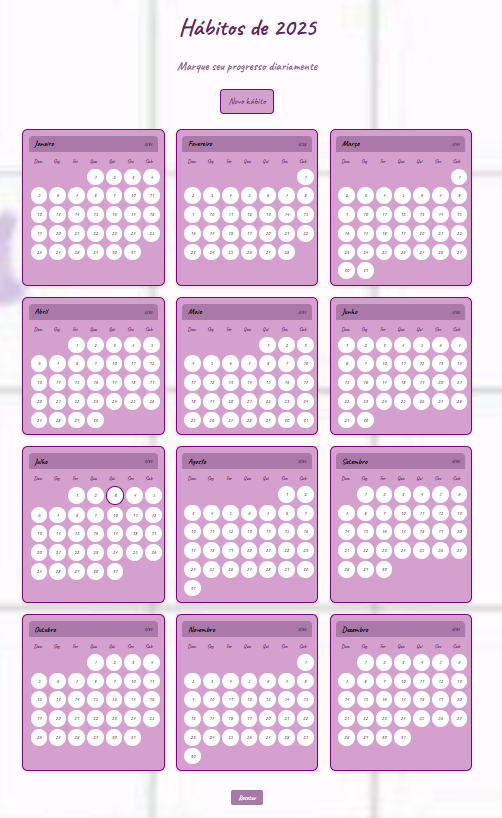 Hábitos de 2025
Marque seu progresso diariamente
Novo hábito
Janeiro 0/31
Dom Seg Ter Qua Qui Sex Sab
1 2 3 4
5 6 7 8 9 10 11
12 13 14 15 16 17 18
19 20 21 22 23 24 25
26 27 28 29 30 31
Fevereiro 0/28
Dom Seg Ter Qua Qui Sex Sab
1
2 3 4 5 6 7 8
9 10 11 12 13 14 15
16 17 18 19 20 21 22
23 24 25 26 27 28
Março 0/31
Dom Seg Ter Qua Qui Sex Sab
1
2 3 4 5 6 7 8
9 10 11 12 13 14 15
16 17 18 19 20 21 22
23 24 25 26 27 28 29
30 31
Abril 0/30
Dom Seg Ter Qua Qui Sex Sab
1 2 3 4 5
6 7 8 9 10 11 12
13 14 15 16 17 18 19
20 21 22 23 24 25 26
27 28 29 30
Maio 0/31
Dom Seg Ter Qua Qui Sex Sab
1 2 3
4 5 6 7 8 9 10
11 12 13 14 15 16 17
18 19 20 21 22 23 24
25 26 27 28 29 30 31
Junho 0/30
Dom Seg Ter Qua Qui Sex Sab
1 2 3 4 5 6 7
8 9 10 11 12 13 14
15 16 17 18 19 20 21
22 23 24 25 26 27 28
29 30
Julho 0/31
Dom Seg Ter Qua Qui Sex Sab
1 2 3 4 5
6 7 8 9 10 11 12
13 14 15 16 17 18 19
20 21 22 23 24 25 26
27 28 29 30 31
Agosto 0/31
Dom Seg Ter Qua Qui Sex Sab
1 2
3 4 5 6 7 8 9
10 11 12 13 14 15 16
17 18 19 20 21 22 23
24 25 26 27 28 29 30
31
Setembro 0/30
Dom Seg Ter Qua Qui Sex Sab
1 2 3 4 5 6
7 8 9 10 11 12 13
14 15 16 17 18 19 20
21 22 23 24 25 26 27
28 29 30
Outubro 0/31
Dom Seg Ter Qua Qui Sex Sab
1 2 3 4
5 6 7 8 9 10 11
12 13 14 15 16 17 18
19 20 21 22 23 24 25
26 27 28 29 30 31
Novembro 0/30
Dom Seg Ter Qua Qui Sex Sab
1
2 3 4 5 6 7 8
9 10 11 12 13 14 15
16 17 18 19 20 21 22
23 24 25 26 27 28 29
30
Dezembro 0/31
Dom Seg Ter Qua Qui Sex Sab
1 2 3 4 5 6
7 8 9 10 11 12 13
14 15 16 17 18 19 20
21 22 23 24 25 26 27
28 29 30 31